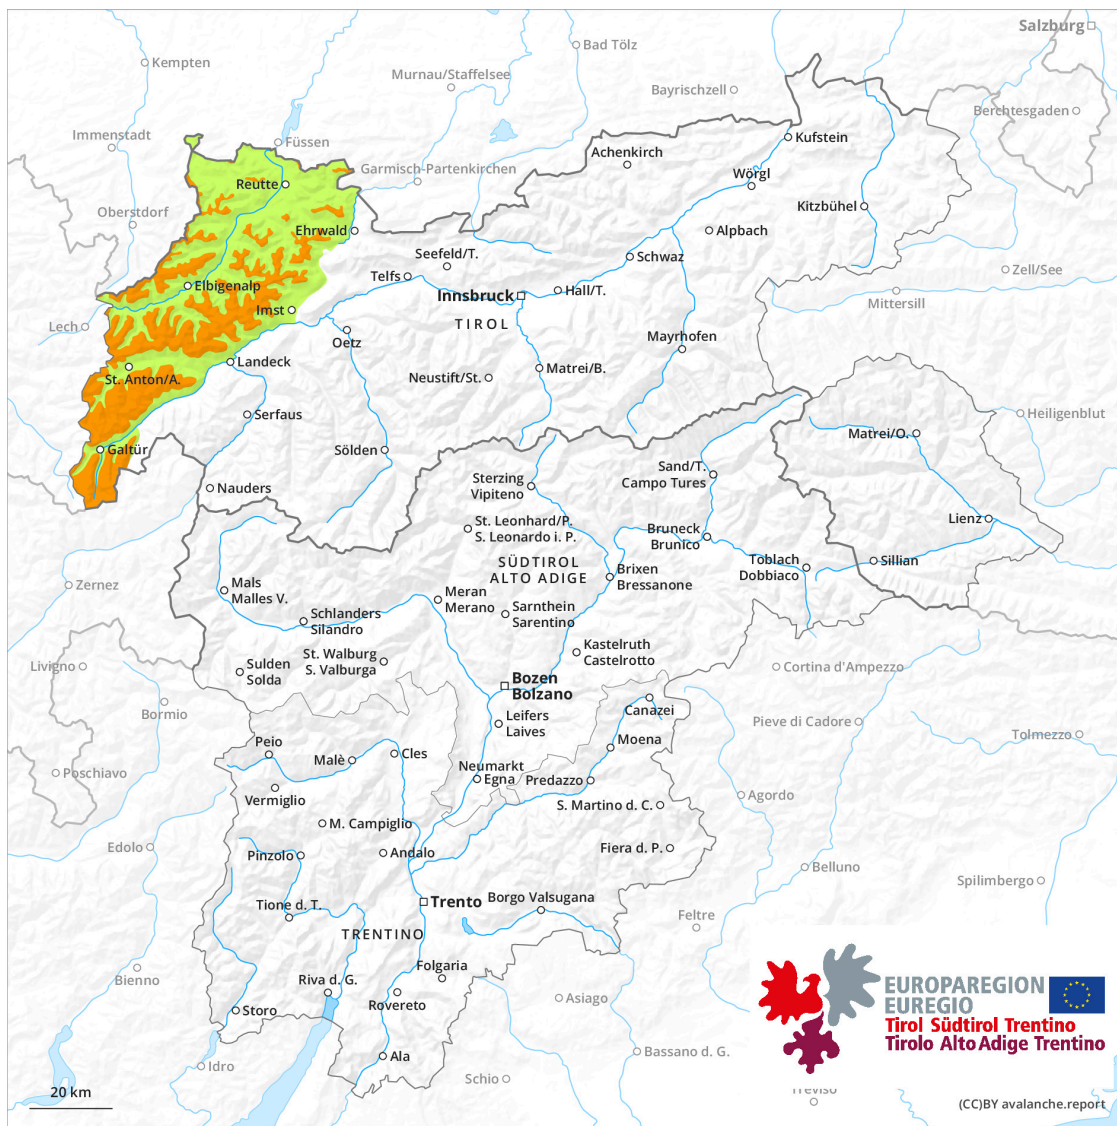 Salzburg
Bad Tölz
Kempten
Murnau/Staffelsee
Bayrischzell
Berchtesgaden
Immenstadt
Füssen
Kufstein
Achenkirch
Garmisch-Partenkirchen
Wörgl
Reutte
Kitzbühel
Oberstdorf
Ehrwald
Alpbach
Seefeld/T.
Schwaz
Telfs
Zell/See
Elbigenalp
Innsbruck
Hall/T.
Mittersill
Imst
TIROL
Lech
Oetz
Mayrhofen
Landeck
Matrei/B.
St. Anton/A.
Neustift/St.
Serfaus
Heiligenblut
Matrei/O.
Galtür
Sölden
Sand/T.
Campo Tures
Sterzing
Vipiteno
Nauders
Lienz
St. Leonhard/P.
S. Leonardo i. P.
Bruneck
Brunico
SÜDTIROL
ALTO ADIGE
Toblach
Dobbiaco
Sillian
Brixen
Bressanone
Zernez
Mals
Malles V.
Meran
Merano
Sarnthein
Sarentino
Schlanders
Silandro
Kastelruth
Castelrotto
St. Walburg
S. Valburga
Livigno
Sulden
Solda
Cortina d'Ampezzo
Bozen
Bolzano
Bormio
Canazei
Leifers
Laives
Pieve di Cadore
Tolmezzo
Peio
Moena
Malè
Cles
Poschiavo
Neumarkt
Egna
Predazzo
Vermiglio
Agordo
S. Martino d. C.
M. Campiglio
Edolo
Pinzolo
Andalo
Fiera d. P.
Belluno
Spilimbergo
Tione d. T.
Trento
Borgo Valsugana
Feltre
TRENTINO
Folgaria
Bienno
Riva d. G.
Rovereto
Asiago
Storo
EUROPAREGION
EUREGIO
Tirol Südtirol Trentino
Tirolo Alto Adige Trentino
Ala
Bassano d. G.
Idro
Schio
Treviso
20 km
(CC)BY avalanche.report